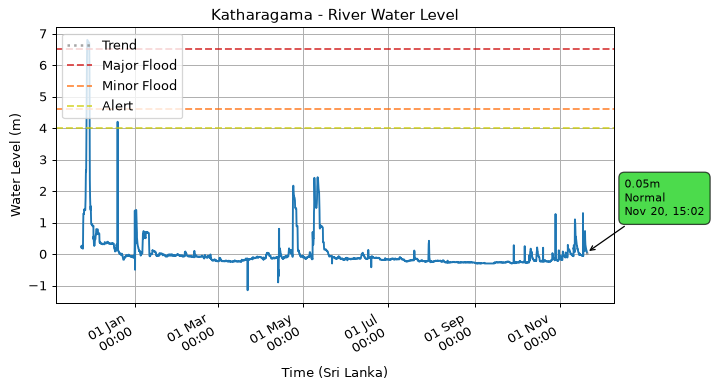 Katharagama - River Water Level
Water Level (m)
7
6
5
4
3
2
1
0
−1
Trend
Major Flood
Minor Flood
Alert
0.05m
Normal
Nov 20, 15:02
01 Jan
00:00
01 Mar
00:00
01 May
00:00
01 Jul
00:00
01 Sep
00:00
01 Nov
00:00
Time (Sri Lanka)